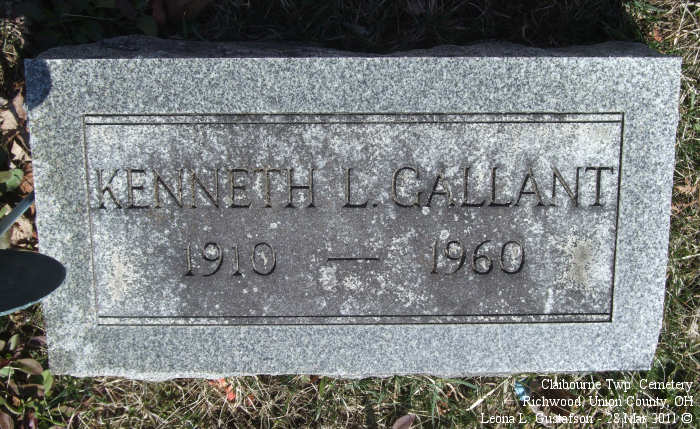 KENNETH L. GALLANT
1910 — 1960
Claibourne Twp. Cemetery
Richwood, Union County, OH
Leona L. Gustafson - 28 Mar 2011 ©